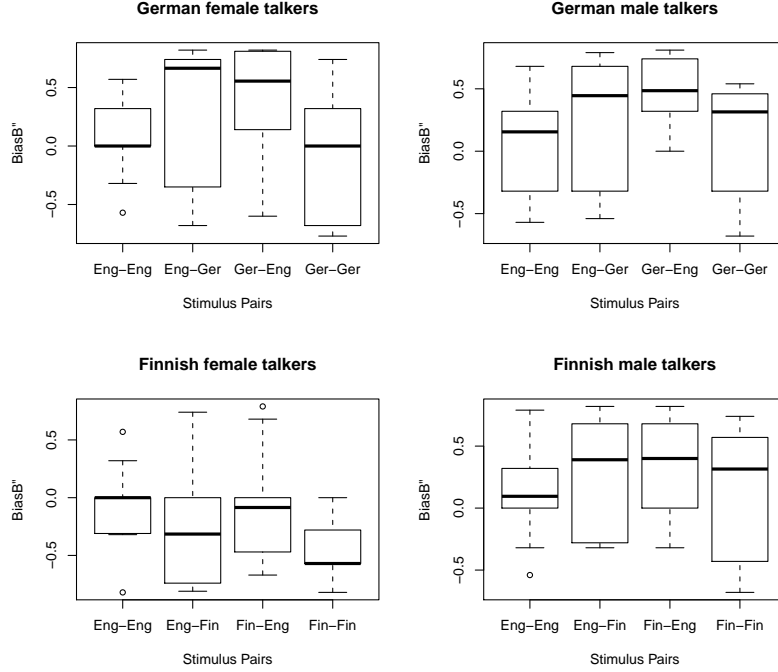 German female talkers
BiasB"
0.5
0.0
−0.5
Eng−Eng Eng−Ger Ger−Eng Ger−Ger
Stimulus Pairs
German male talkers
BiasB"
0.5
0.0
−0.5
Eng−Eng Eng−Ger Ger−Eng Ger−Ger
Stimulus Pairs
Finnish female talkers
BiasB"
0.5
0.0
−0.5
Eng−Eng Eng−Fin Fin−Eng Fin−Fin
Stimulus Pairs
Finnish male talkers
BiasB"
0.5
0.0
−0.5
Eng−Eng Eng−Fin Fin−Eng Fin−Fin
Stimulus Pairs